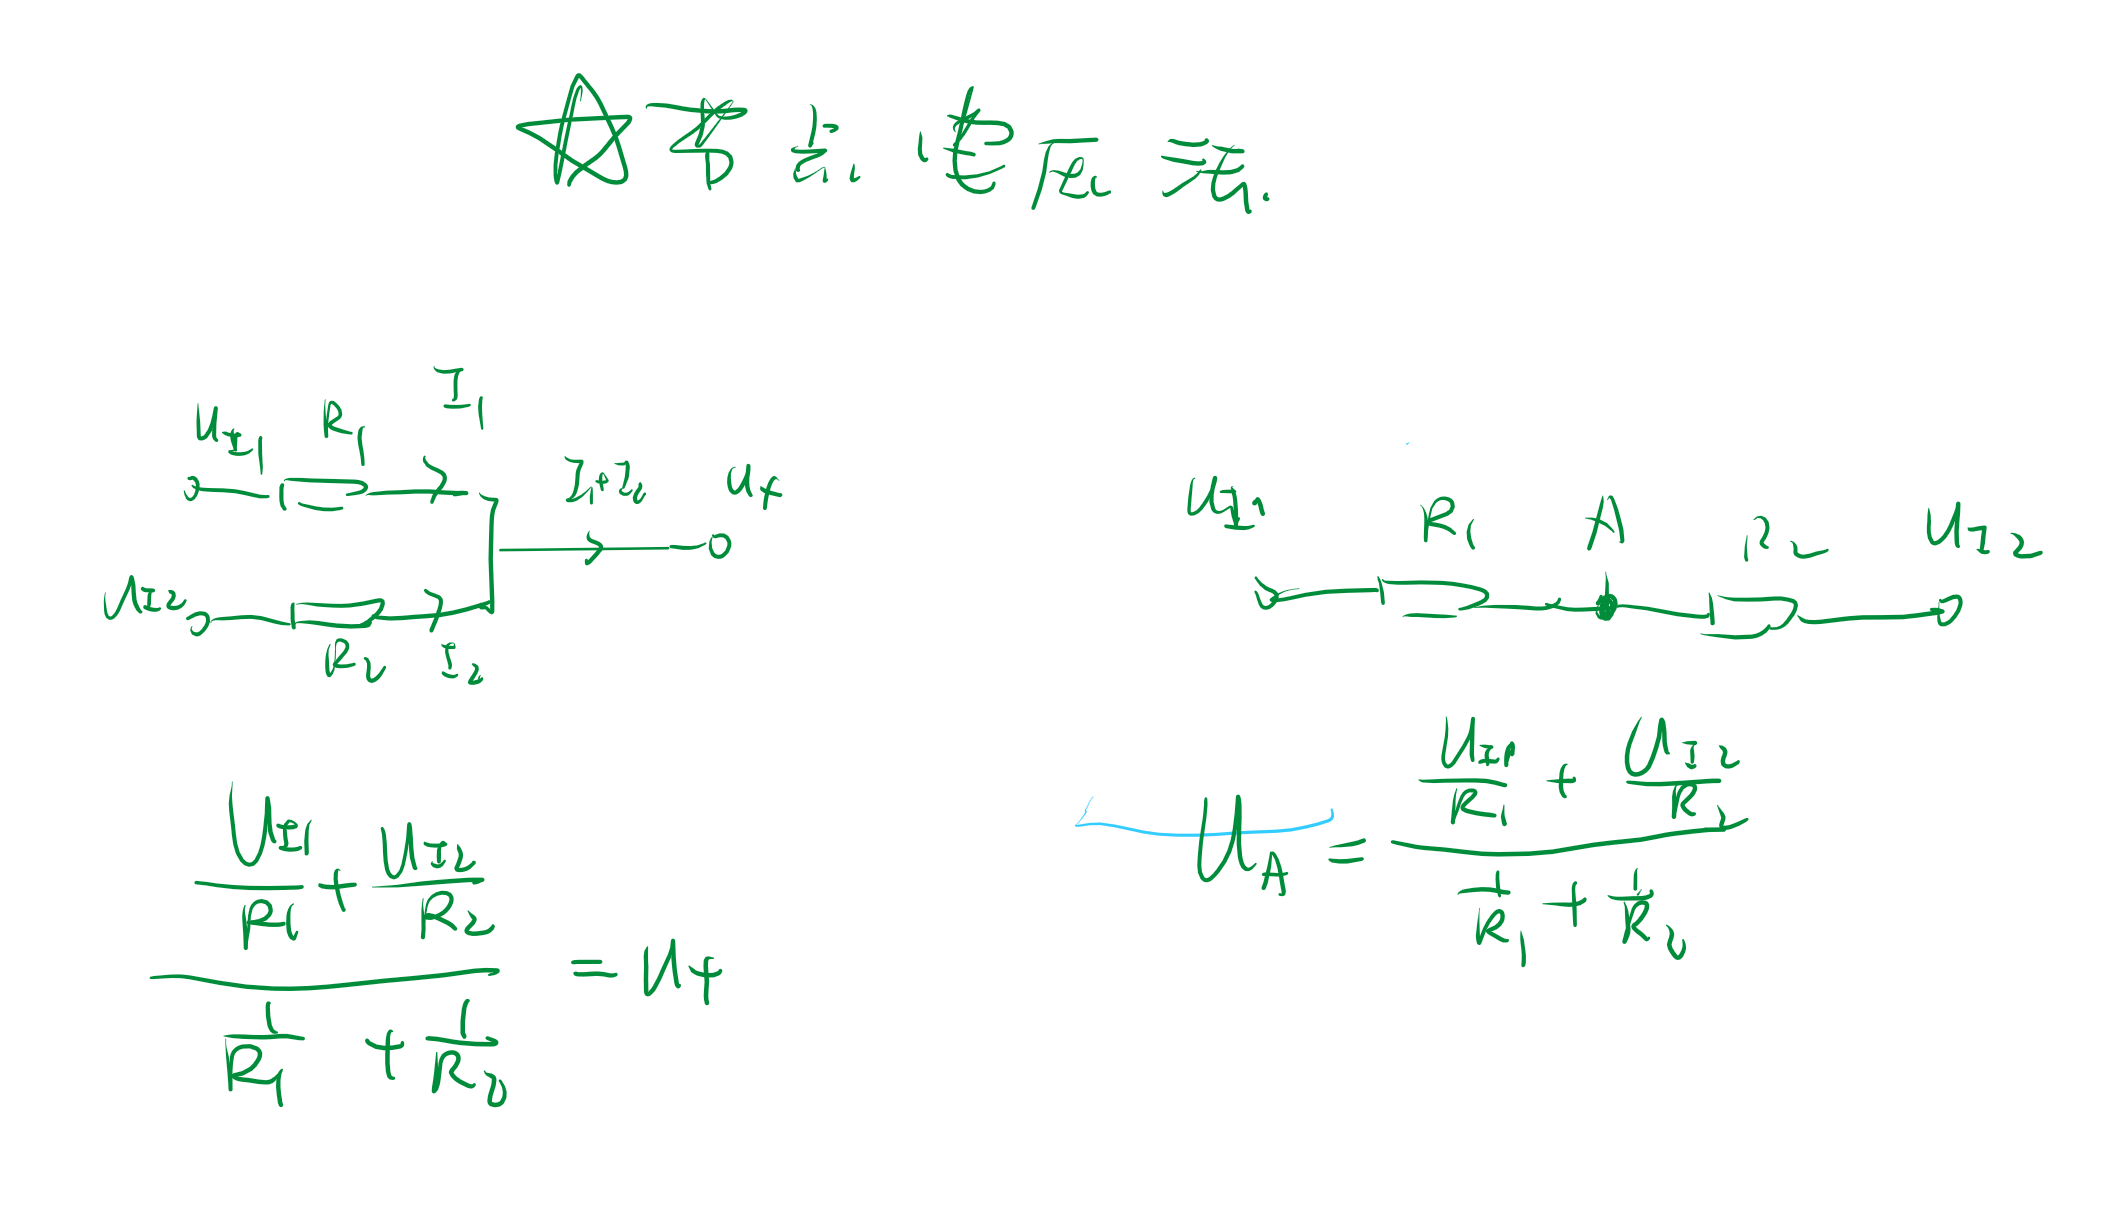 ☆节点电压法.
U_{I1} R_1 I_1
I_1+I_2 U_+
U_{I2} R_2 I_2
\frac{\frac{U_{I1}}{R_1}+\frac{U_{I2}}{R_2}}{\frac{1}{R_1}+\frac{1}{R_2}}=U_+
U_{I1} R_1 A R_2 U_{I2}
U_A=\frac{\frac{U_{I1}}{R_1}+\frac{U_{I2}}{R_2}}{\frac{1}{R_1}+\frac{1}{R_2}}